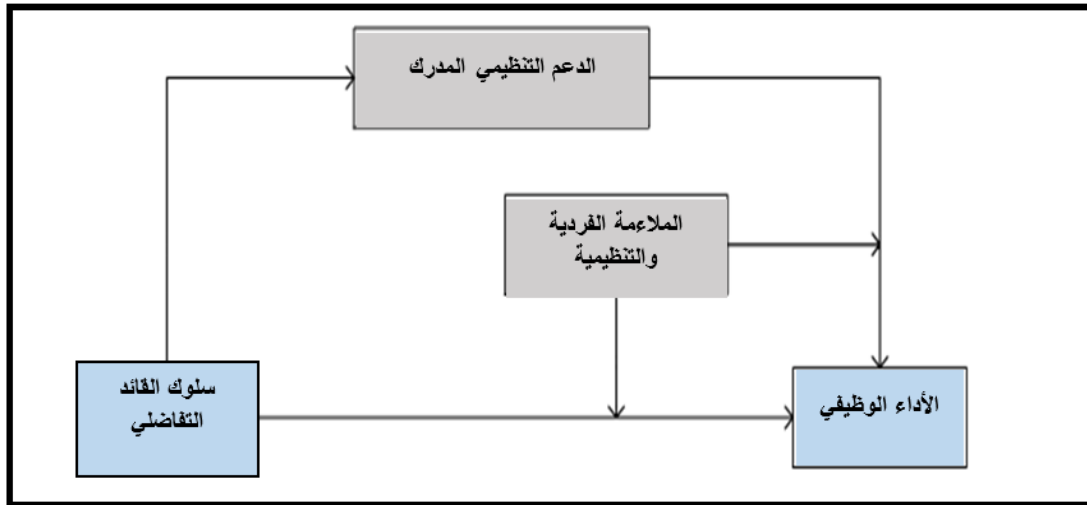 الدعم التنظيمي المدرك
الملاءمة الفردية
والتنظيمية
سلوك القائد
التفاضلي
الأداء الوظيفي